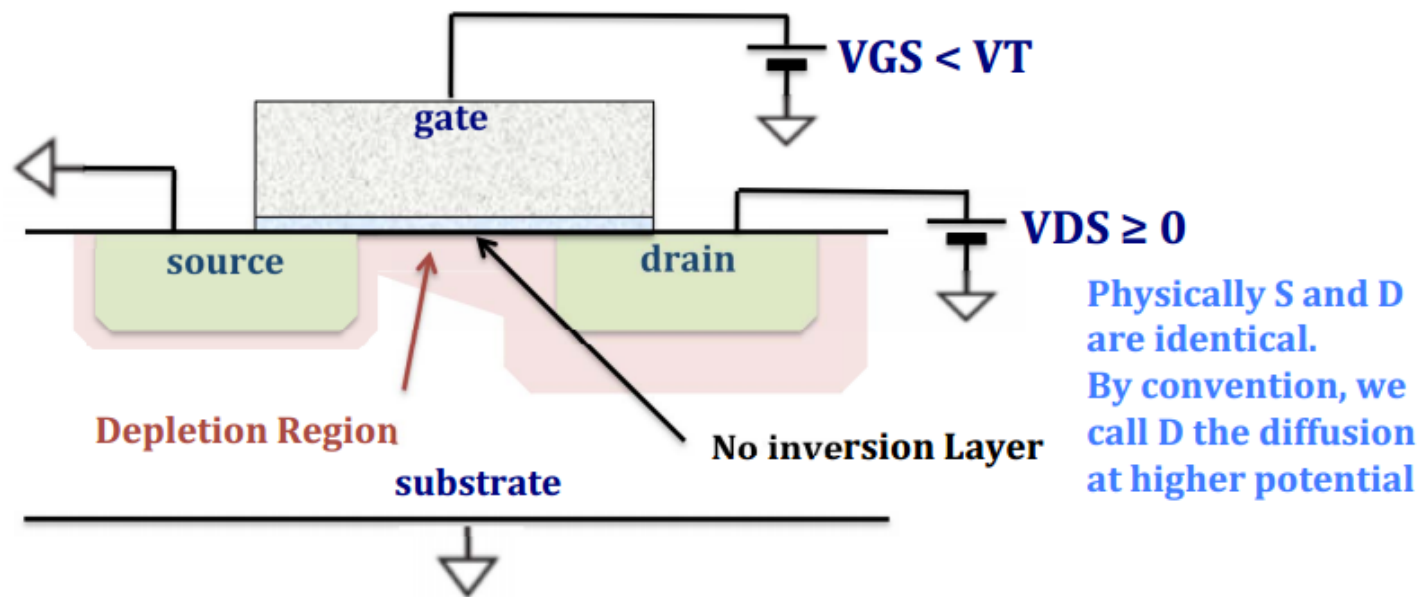 VGS < VT
gate
VDS ≥ 0
source
drain
Physically S and D
are identical.
By convention, we
call D the diffusion
at higher potential
Depletion Region
No inversion Layer
substrate